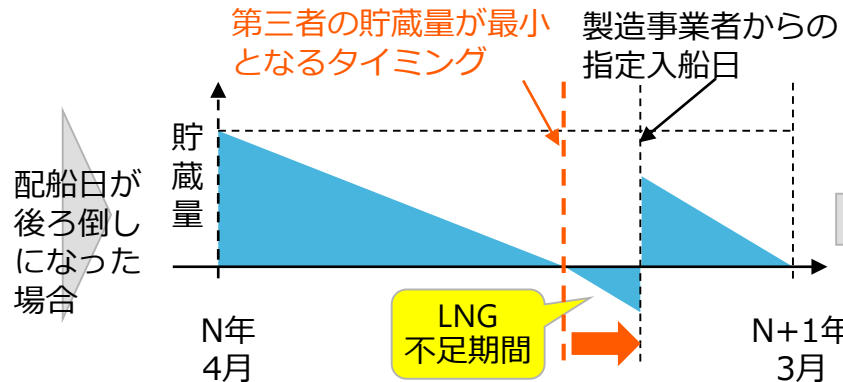 第三者の貯蔵量が最小
となるタイミング
製造事業者からの
指定入船日
貯
蔵
量
配船日が
後ろ倒し
になった
場合
LNG
不足期間
N年
4月
N+1年
3月